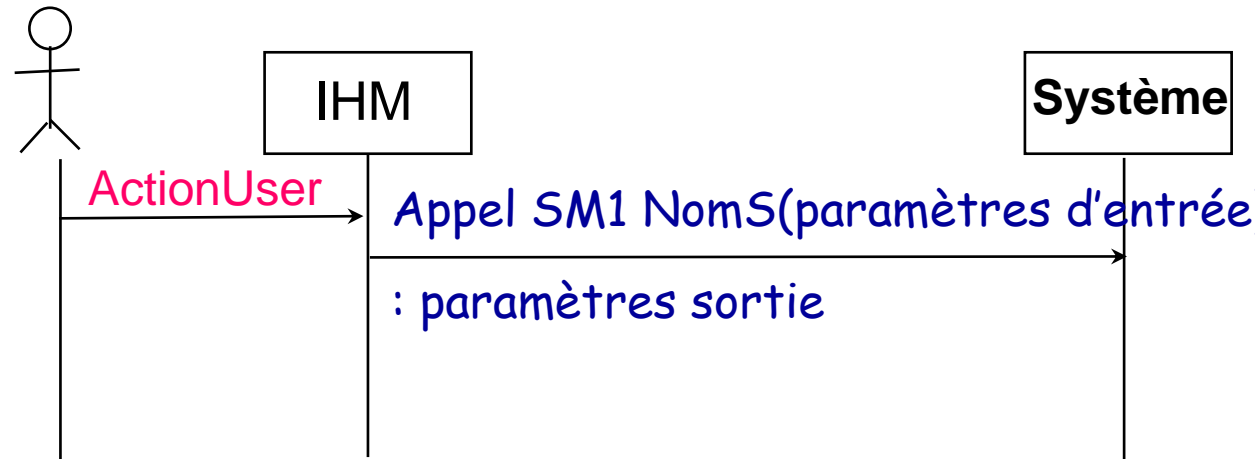 IHM
Système
ActionUser
Appel SM1 NomS(paramètres d'entrée
: paramètres sortie